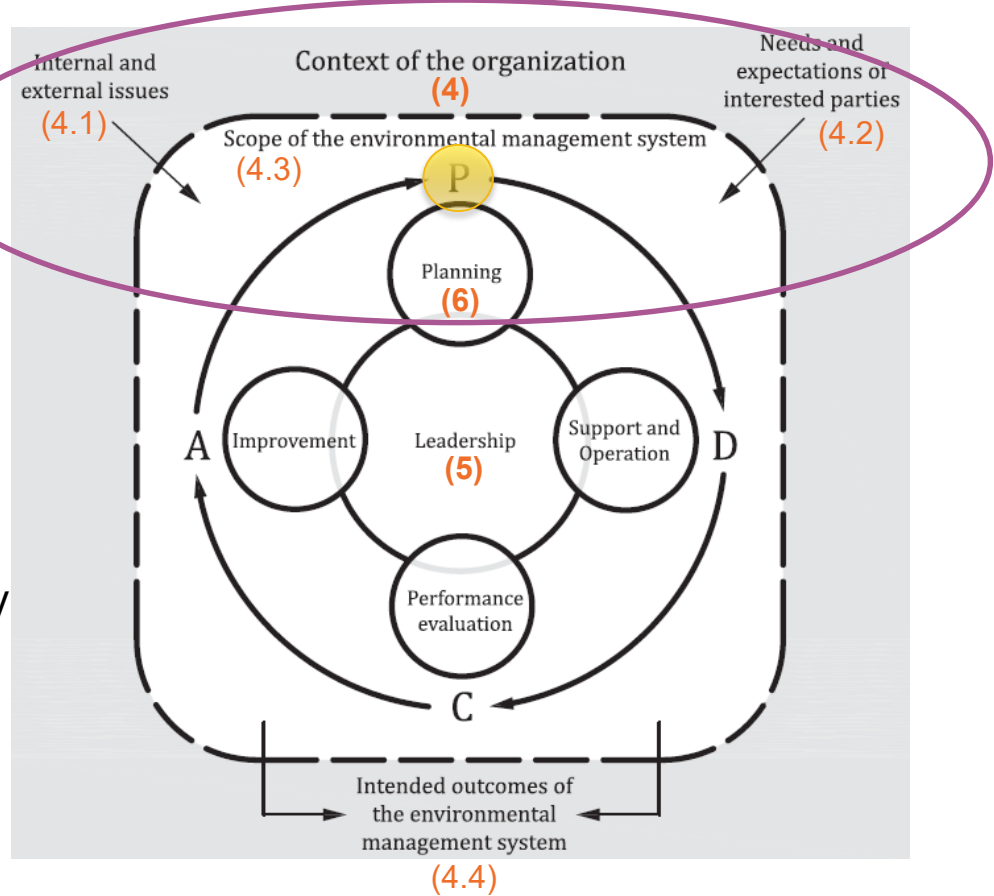 Internal and
external issues
(4.1)
Context of the organization
(4)
Needs and
expectations of
interested parties
(4.2)
Scope of the environmental management system
(4.3)
P
Planning
(6)
A
Improvement
Leadership
(5)
Support and
Operation
D
Performance
evaluation
C
y
Intended outcomes of
the environmental
management system
(4.4)